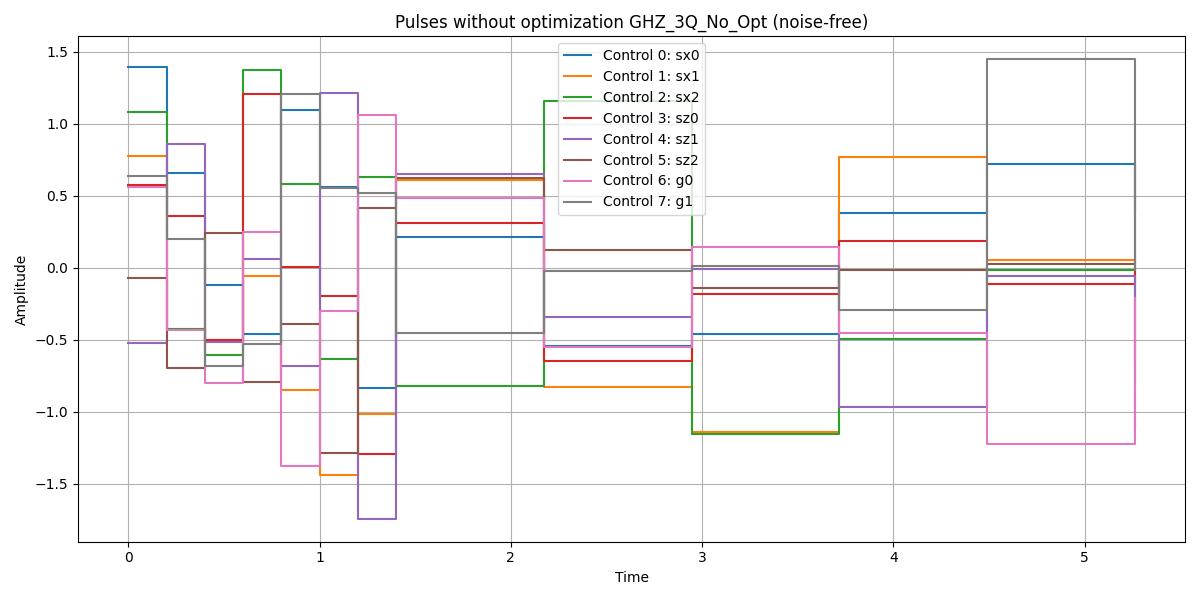 Pulses without optimization GHZ_3Q_No_Opt (noise-free)
Amplitude
1.5
1.0
0.5
0.0
−0.5
−1.0
−1.5
Control 0: sx0
Control 1: sx1
Control 2: sx2
Control 3: sz0
Control 4: sz1
Control 5: sz2
Control 6: g0
Control 7: g1
0 1 2 3 4 5
Time